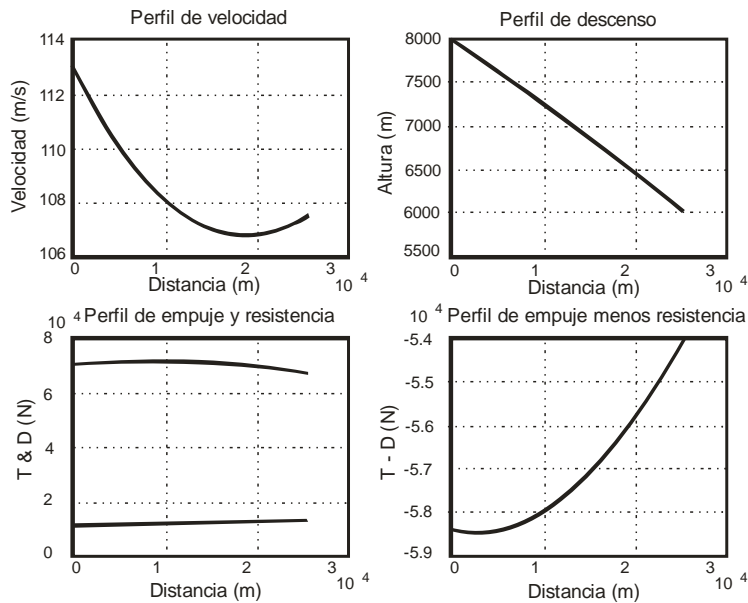 Perfil de velocidad
114
112
110
108
106
Velocidad (m/s)
0 1 2 3
Distancia (m)
10 4
Perfil de descenso
8000
7500
7000
6500
6000
5500
Altura (m)
0 1 2 3
Distancia (m)
10 4
10 4 Perfil de empuje y resistencia
8
6
4
2
0
T & D (N)
0 1 2 3
Distancia (m)
10 4
10 4 Perfil de empuje menos resistencia
-5.4
-5.5
-5.6
-5.7
-5.8
-5.9
T - D (N)
0 1 2 3
Distancia (m)
10 4